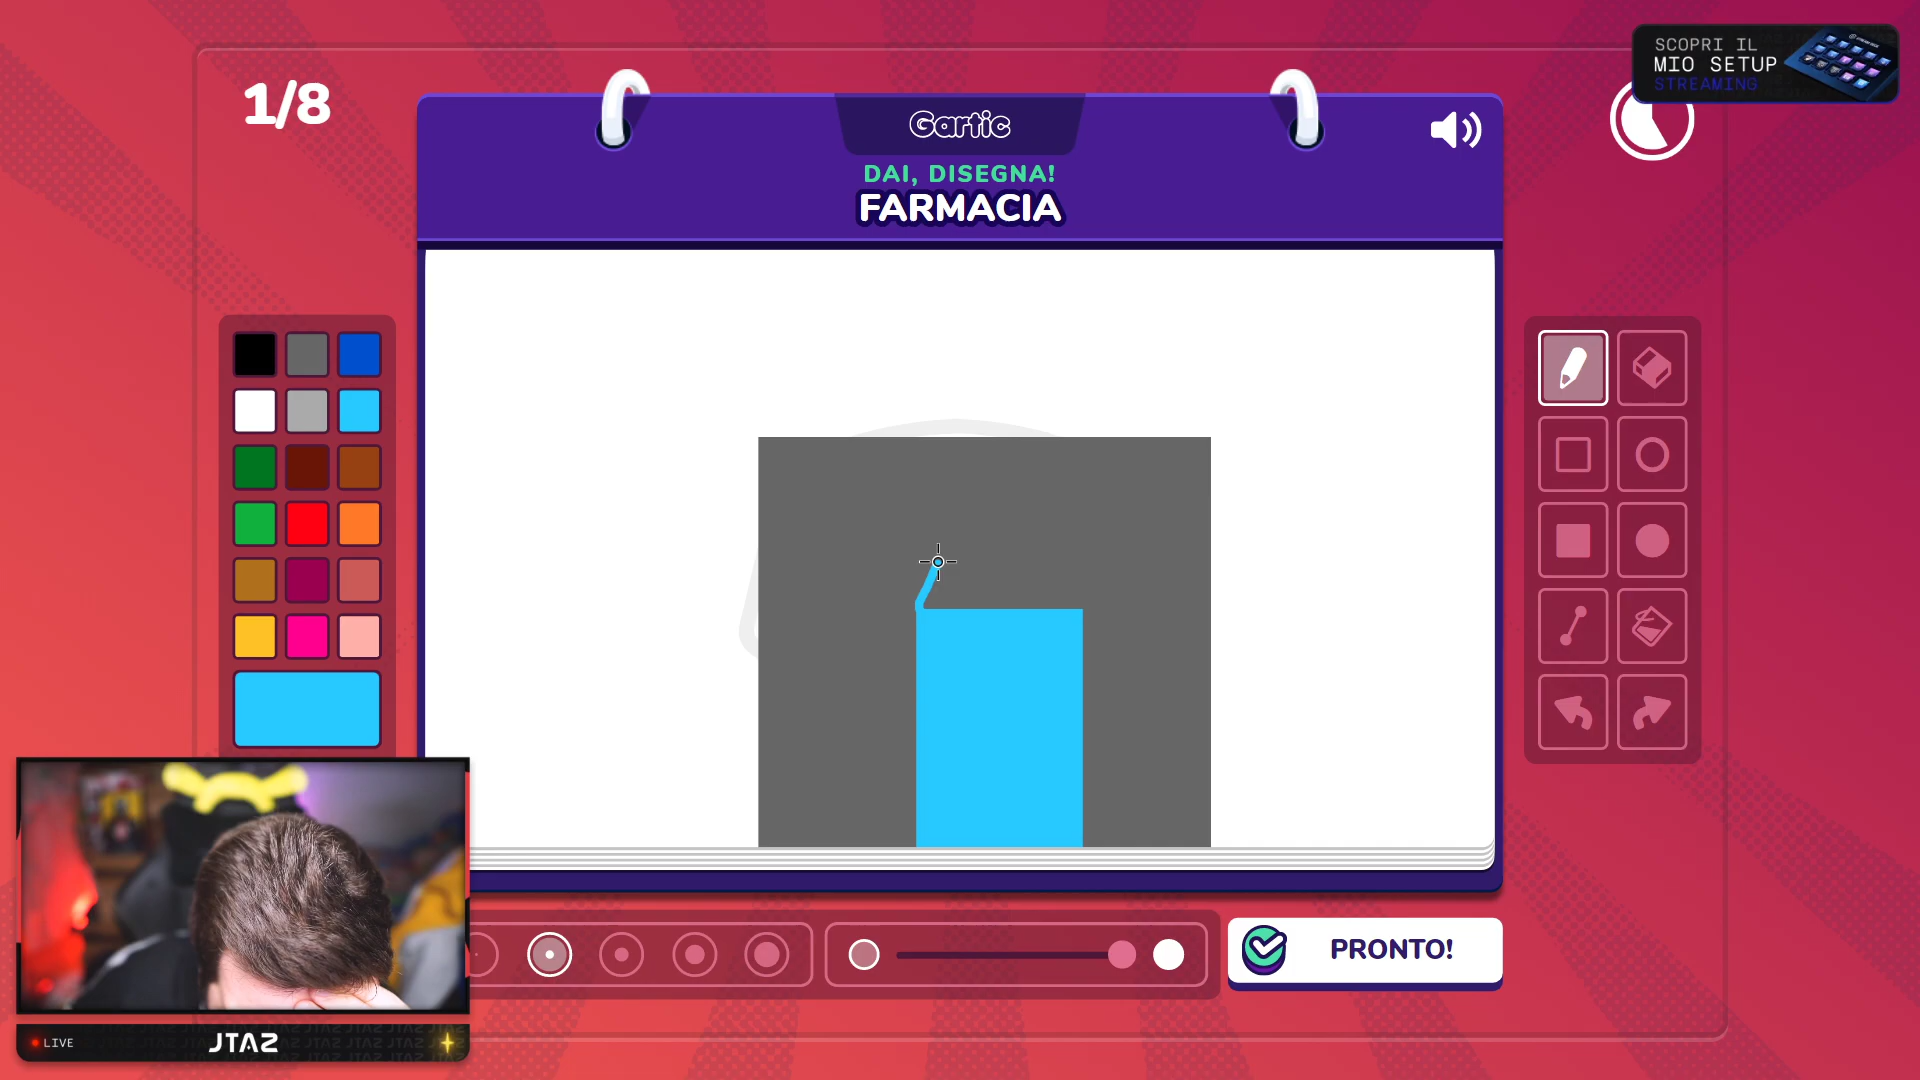 SCOPRI IL
MIO SETUP
STREAMING
1/8
Gartic
DAI, DISEGNA!
FARMACIA
PRONTO!
LIVE
JTAZ